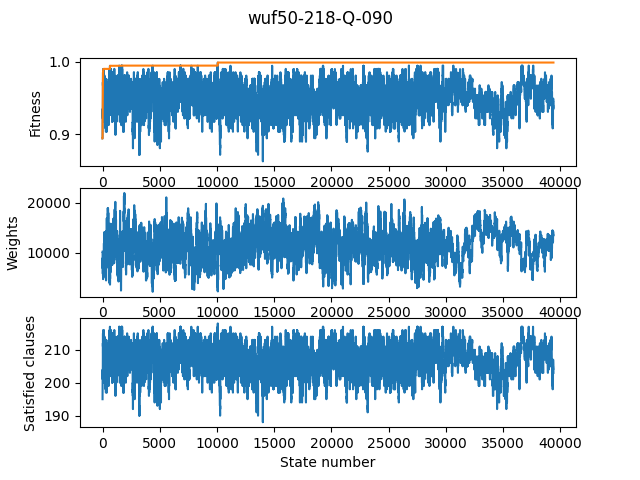 wuf50-218-Q-090
1.0
0.9
Fitness
0 5000 10000 15000 20000 25000 30000 35000 40000
20000
10000
Weights
0 5000 10000 15000 20000 25000 30000 35000 40000
210
200
190
Satisfied clauses
0 5000 10000 15000 20000 25000 30000 35000 40000
State number